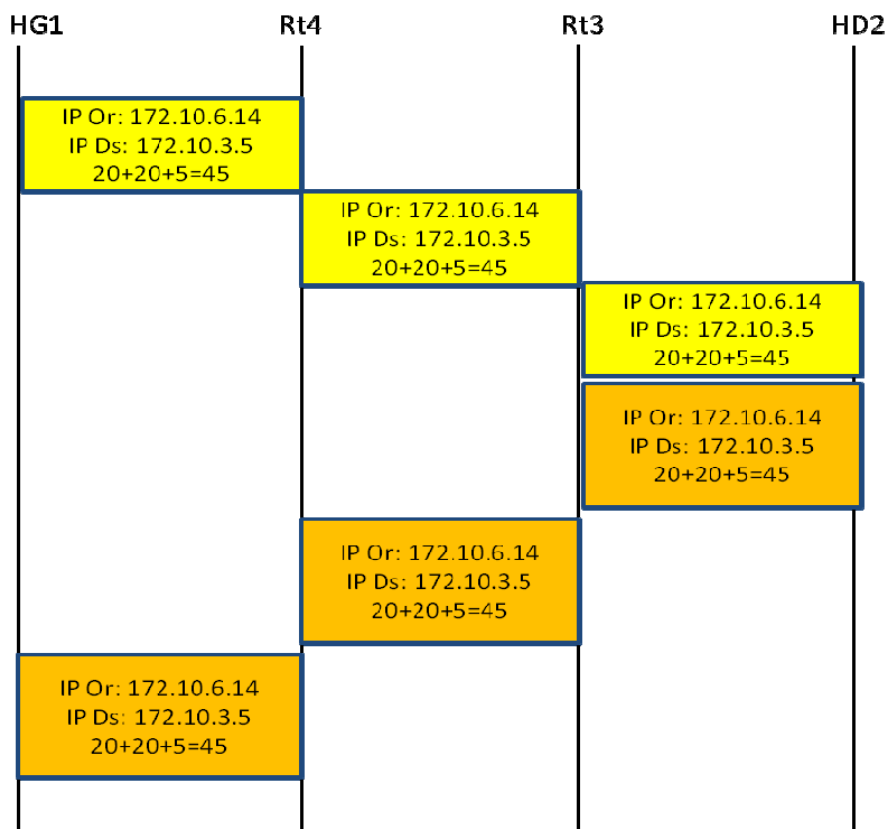 HG1 Rt4 Rt3 HD2
IP Or: 172.10.6.14
IP Ds: 172.10.3.5
20+20+5=45
IP Or: 172.10.6.14
IP Ds: 172.10.3.5
20+20+5=45
IP Or: 172.10.6.14
IP Ds: 172.10.3.5
20+20+5=45
IP Or: 172.10.6.14
IP Ds: 172.10.3.5
20+20+5=45
IP Or: 172.10.6.14
IP Ds: 172.10.3.5
20+20+5=45
IP Or: 172.10.6.14
IP Ds: 172.10.3.5
20+20+5=45